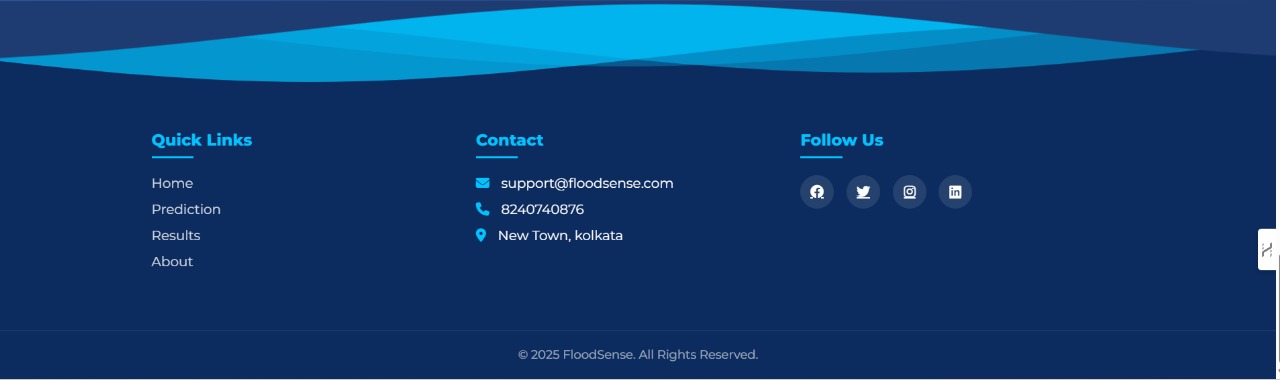 Quick Links
Home
Prediction
Results
About
Contact
support@floodsense.com
8240740876
New Town, kolkata
Follow Us
© 2025 FloodSense. All Rights Reserved.